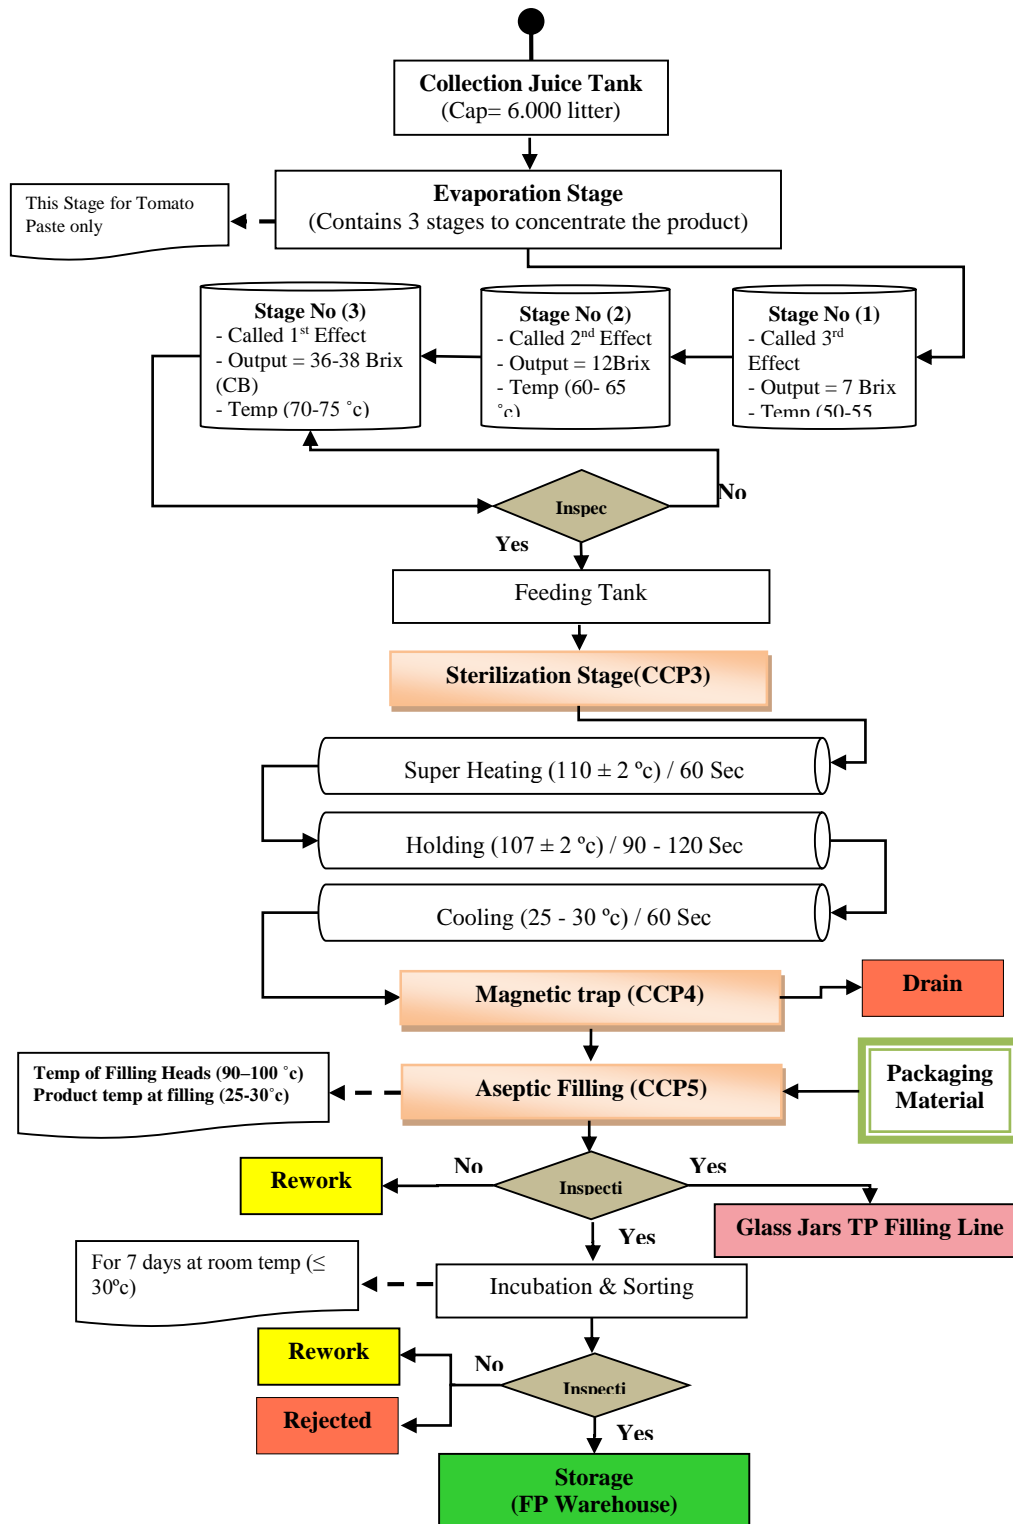 Collection Juice Tank
(Cap= 6.000 litter)
Evaporation Stage
(Contains 3 stages to concentrate the product)
This Stage for Tomato
Paste only
Stage No (3)
- Called 1st Effect
- Output = 36-38 Brix
(CB)
- Temp (70-75 ˚c)
Stage No (2)
- Called 2nd Effect
- Output = 12Brix
- Temp (60- 65
˚c)
Stage No (1)
- Called 3rd
Effect
- Output = 7 Brix
- Temp (50-55
Inspec
No
Yes
Feeding Tank
Sterilization Stage(CCP3)
Super Heating (110 ± 2 ºc) / 60 Sec
Holding (107 ± 2 ºc) / 90 - 120 Sec
Cooling (25 - 30 ºc) / 60 Sec
Magnetic trap (CCP4)
Drain
Temp of Filling Heads (90–100 ˚c)
Product temp at filling (25-30˚c)
Aseptic Filling (CCP5)
Packaging
Material
No
Yes
Rework
Inspecti
Glass Jars TP Filling Line
Yes
For 7 days at room temp (≤
30ºc)
Incubation & Sorting
Rework
No
Inspecti
Rejected
Yes
Storage
(FP Warehouse)